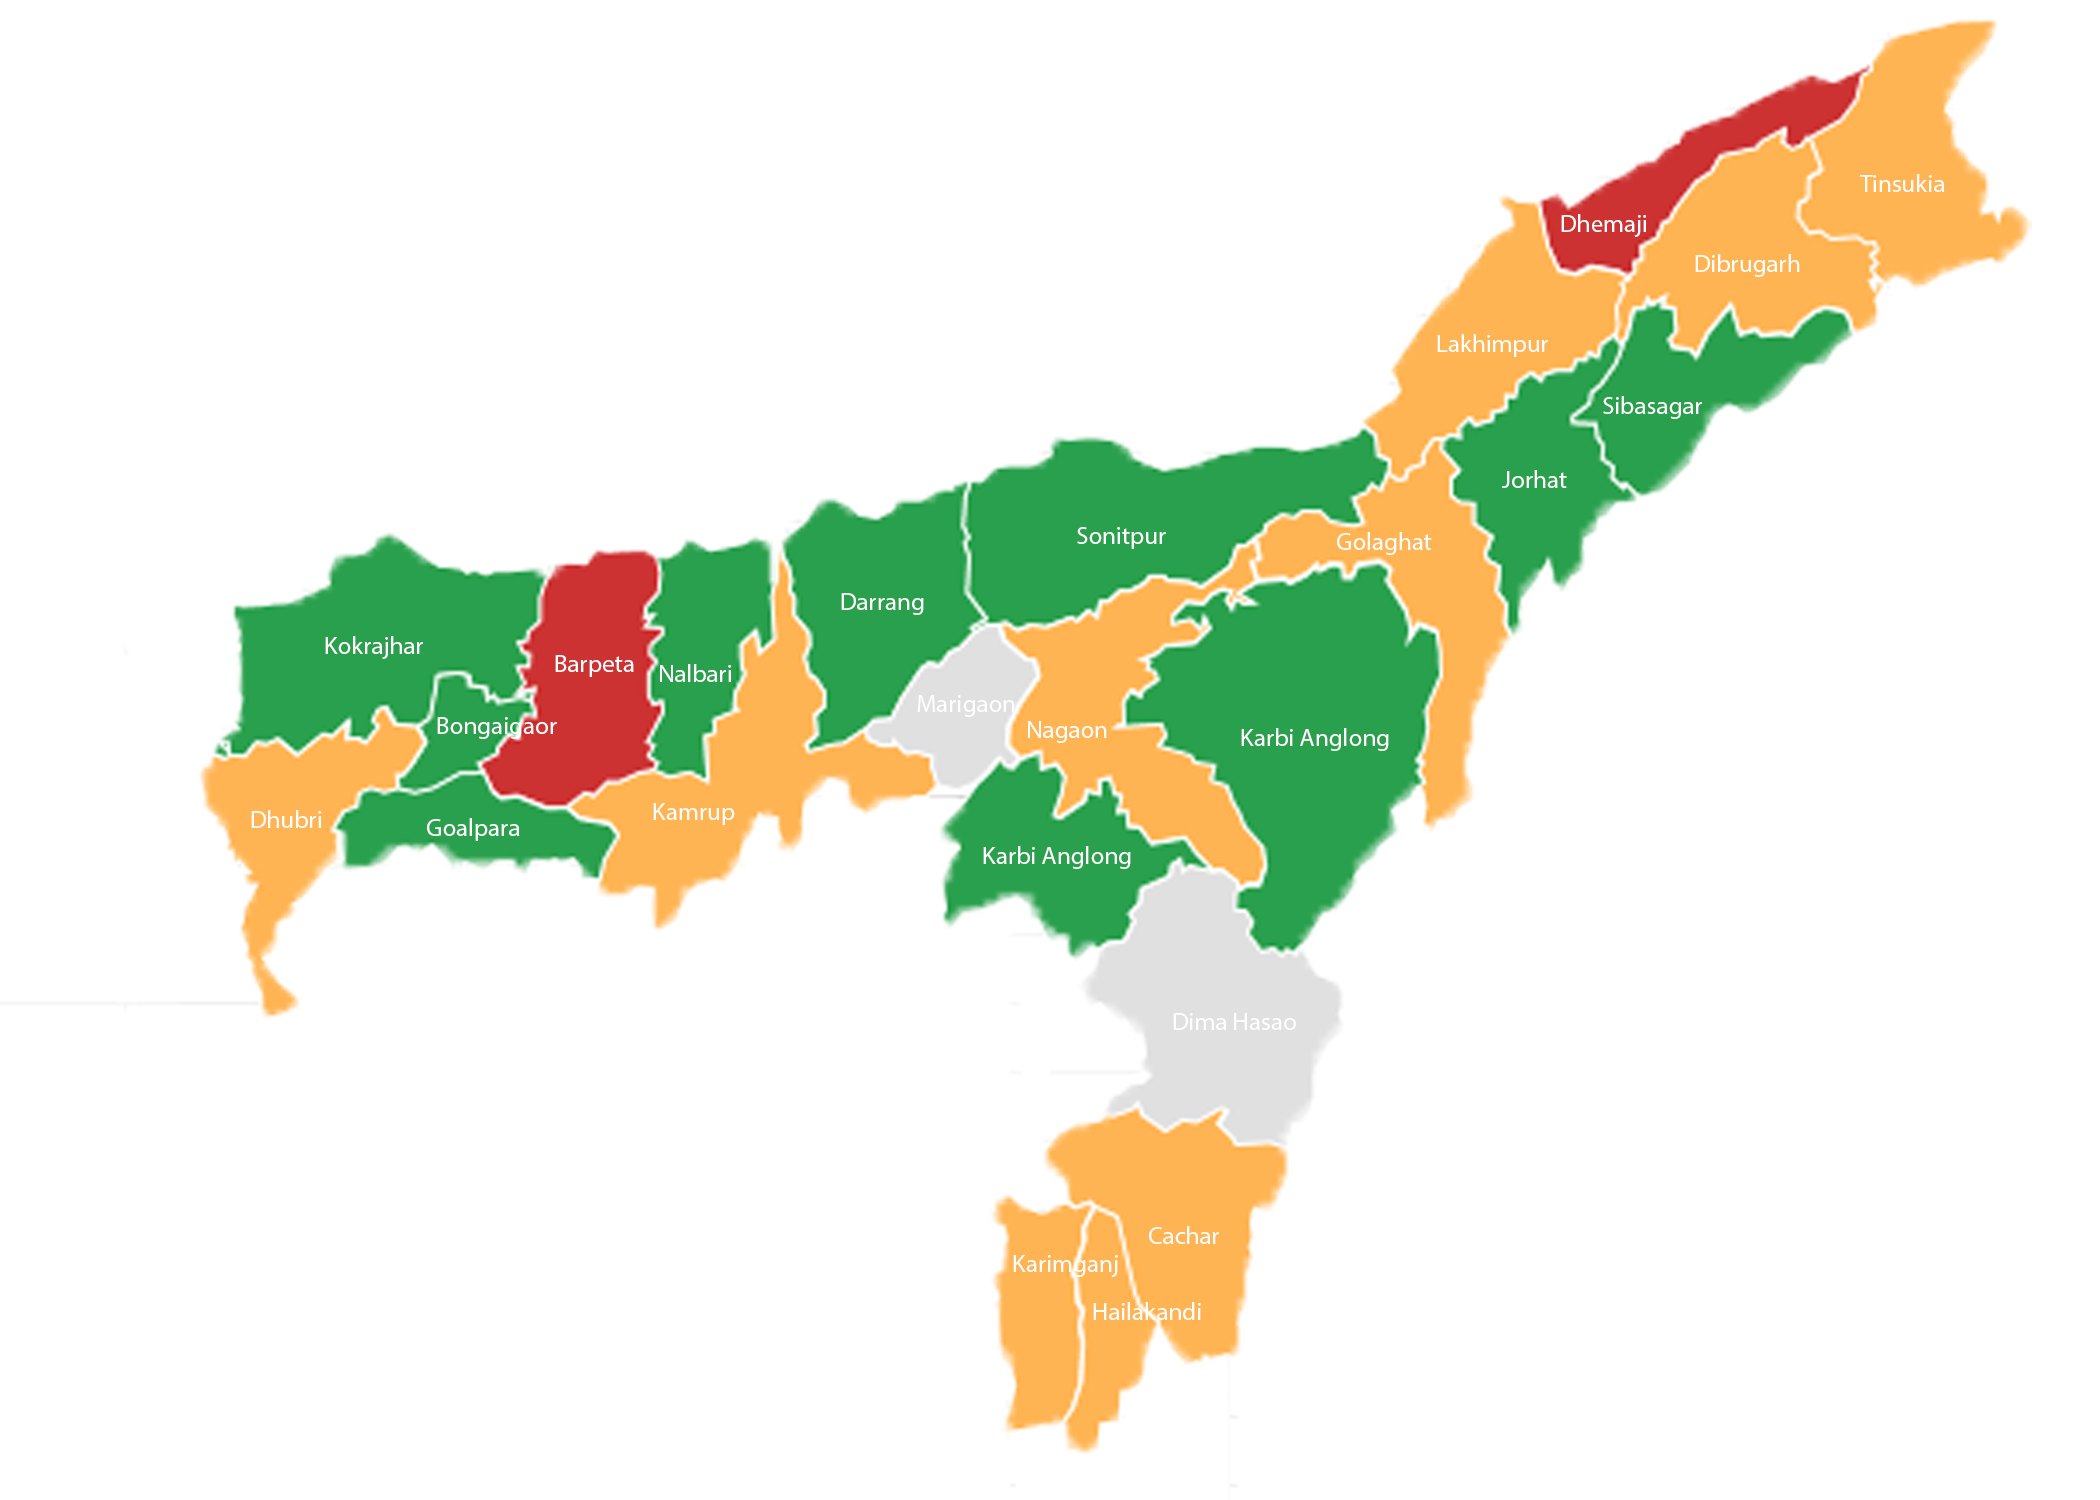 Tinsukia
Dhemaji
Dibrugarh
Lakhimpur
Sibasagar
Jorhat
Sonitpur
Golaghat
Darrang
Kokrajhar
Barpeta
Nalbari
Marigaon
Bongaigaor
Nagaon
Karbi Anglong
Kamrup
Dhubri
Goalpara
Karbi Anglong
Dima Hasao
Cachar
Karimganj
Hailakandi